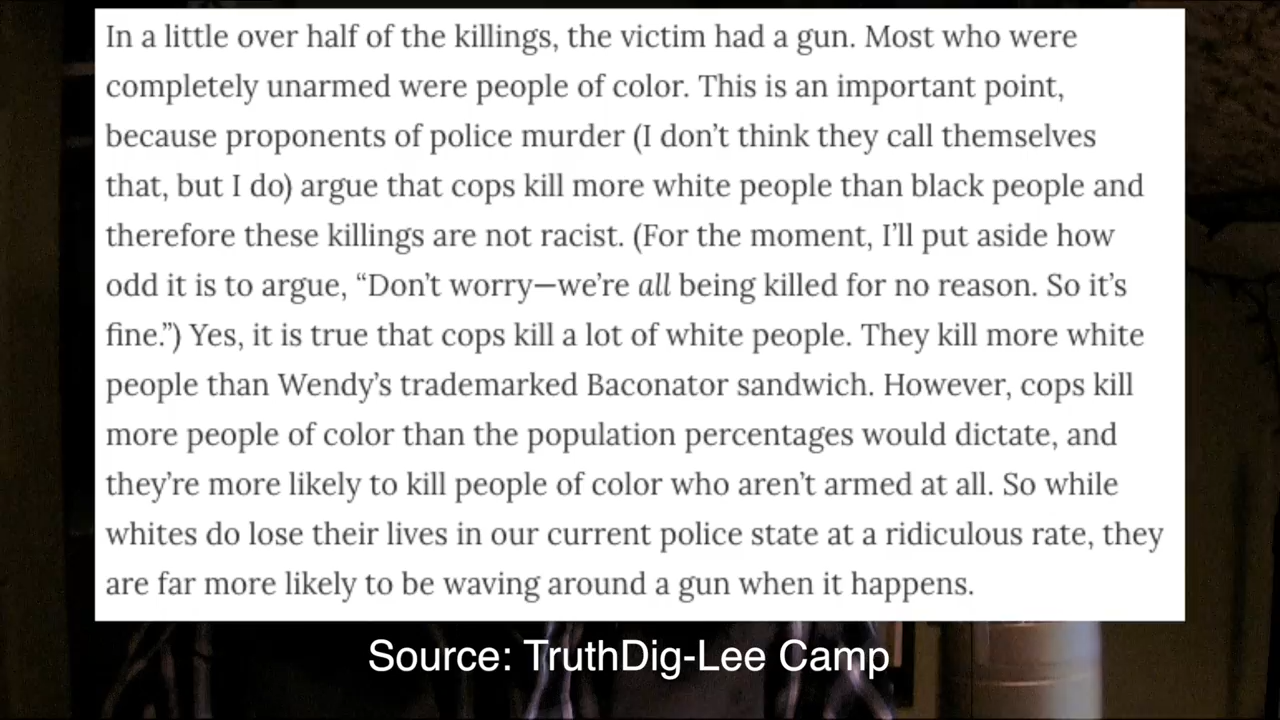 In a little over half of the killings, the victim had a gun. Most who were
completely unarmed were people of color. This is an important point,
because proponents of police murder (I don’t think they call themselves
that, but I do) argue that cops kill more white people than black people and
therefore these killings are not racist. (For the moment, I’ll put aside how
odd it is to argue, “Don’t worry—we’re all being killed for no reason. So it’s
fine.”) Yes, it is true that cops kill a lot of white people. They kill more white
people than Wendy’s trademarked Baconator sandwich. However, cops kill
more people of color than the population percentages would dictate, and
they’re more likely to kill people of color who aren’t armed at all. So while
whites do lose their lives in our current police state at a ridiculous rate, they
are far more likely to be waving around a gun when it happens.
Source: TruthDig-Lee Camp